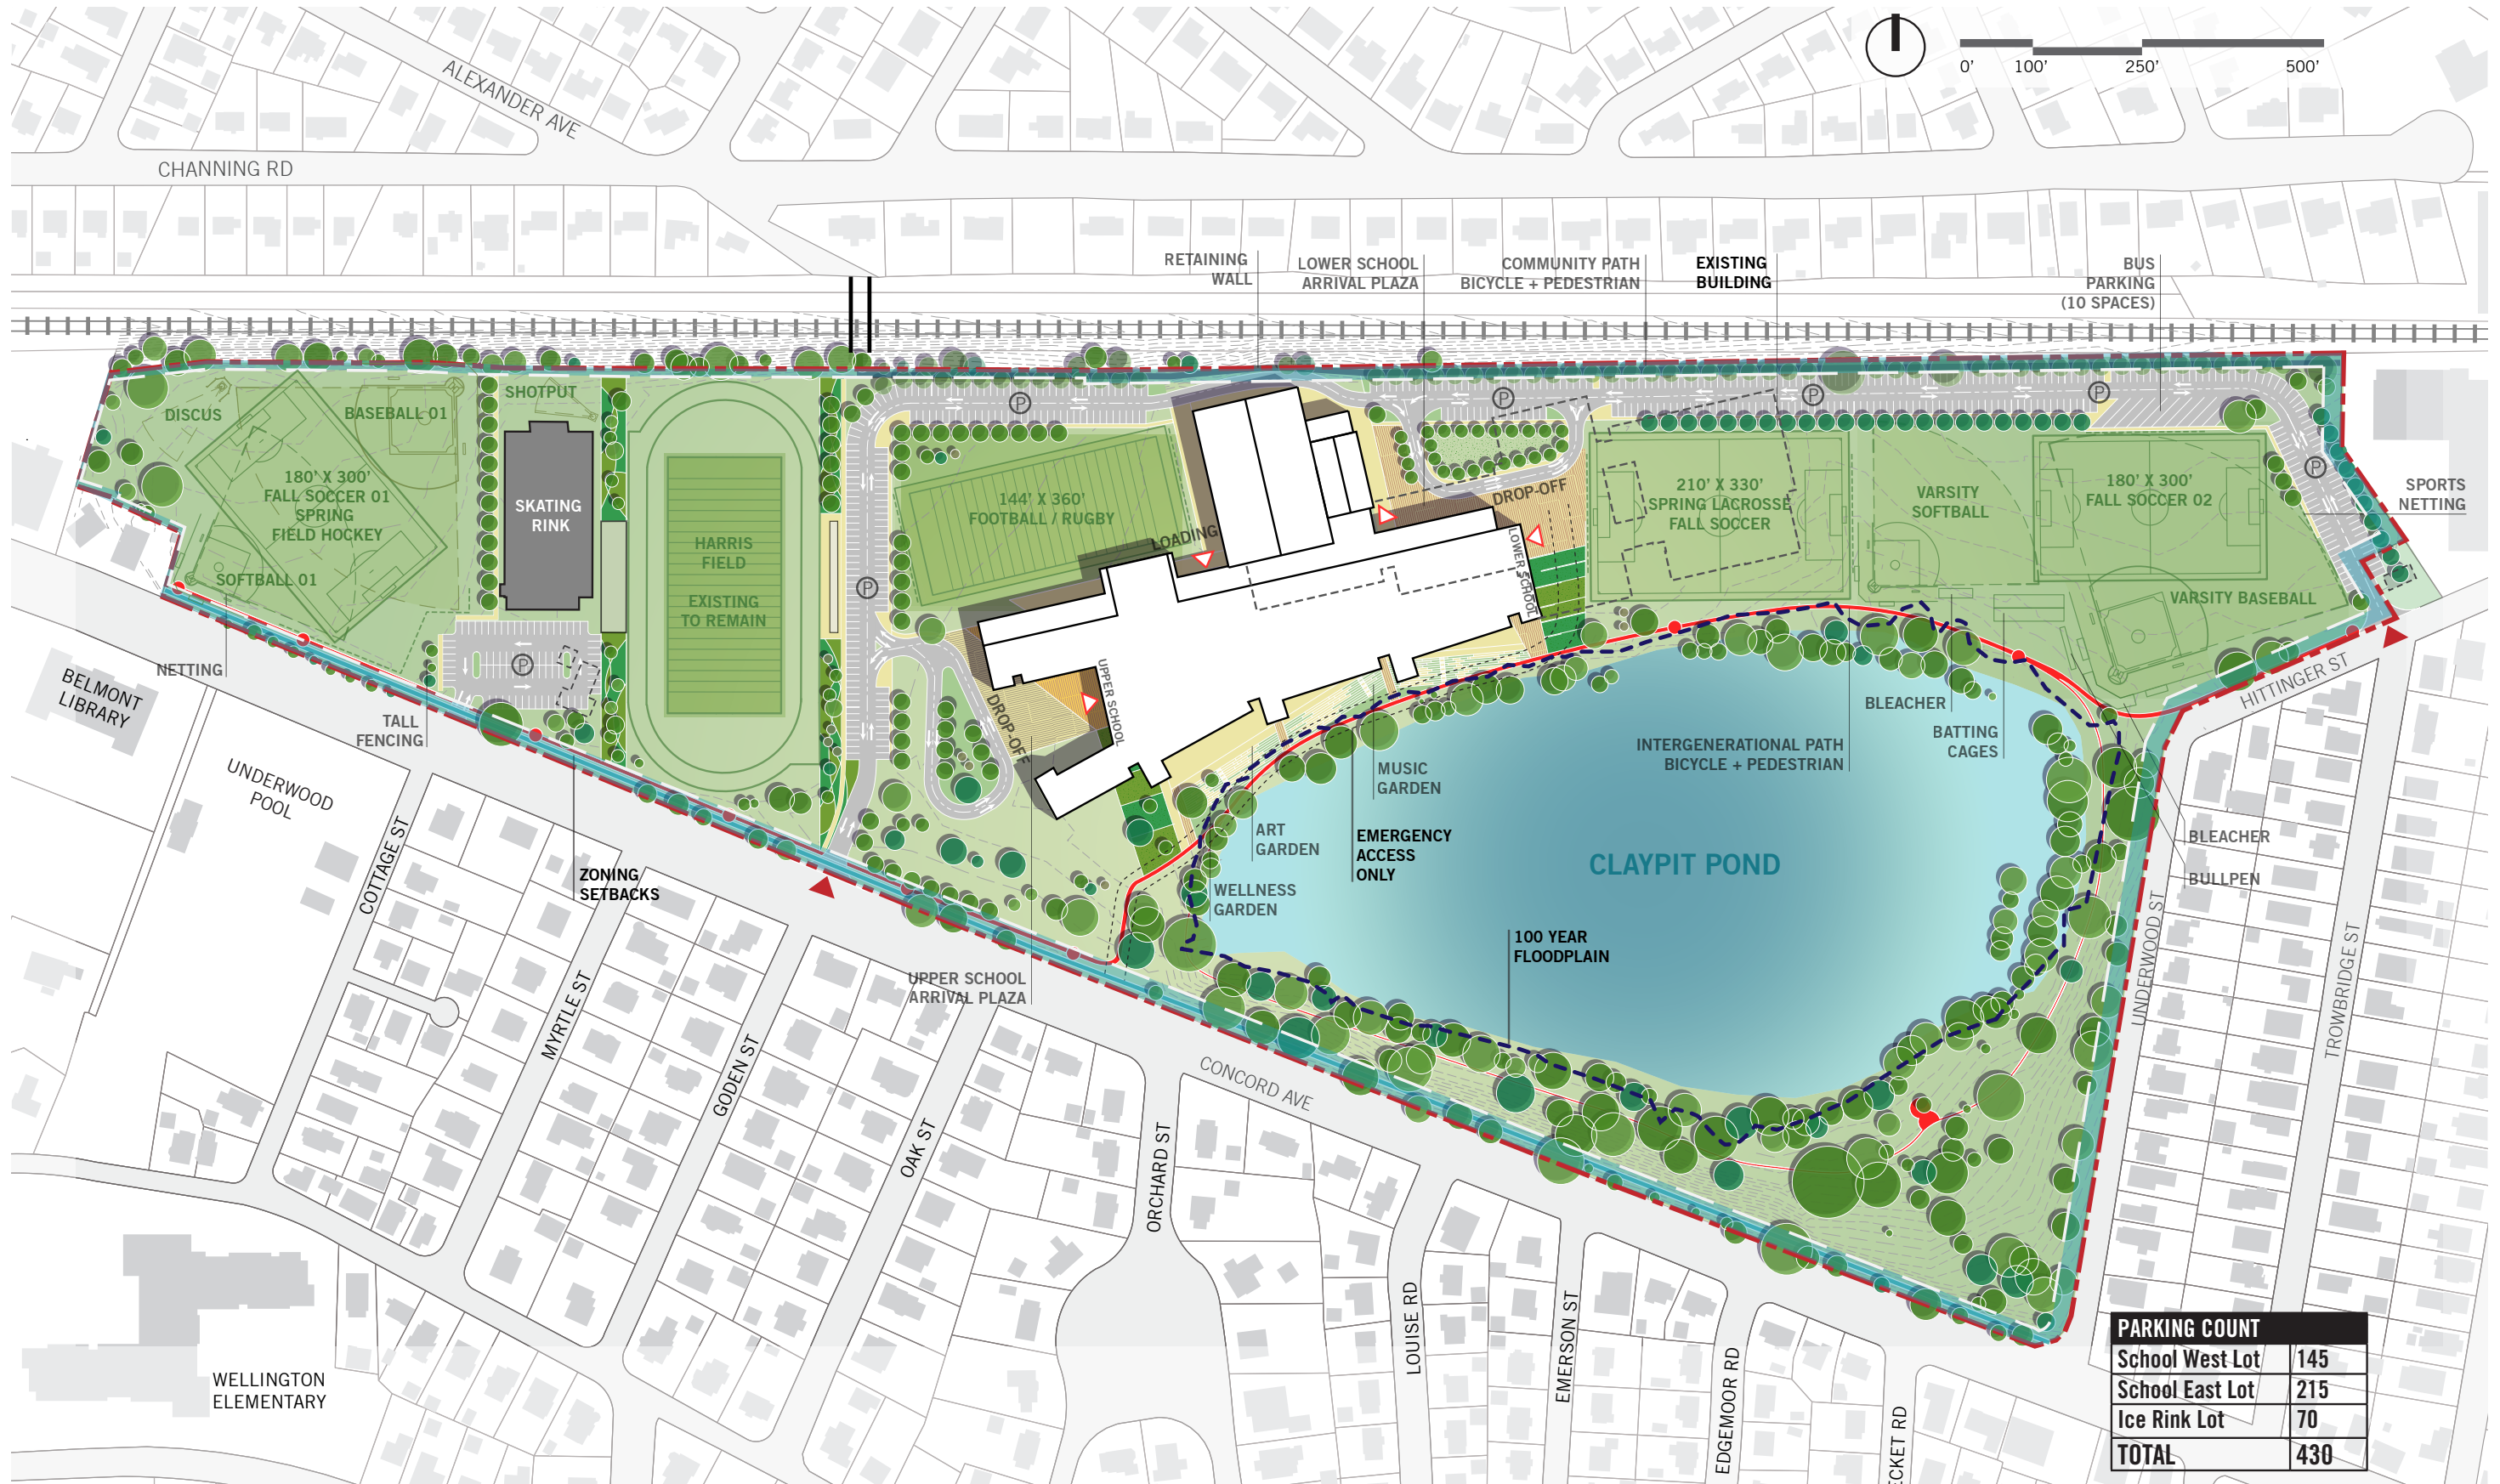 0' 100' 250' 500'
ALEXANDER AVE
CHANNING RD
RETAINING
WALL
LOWER SCHOOL
ARRIVAL PLAZA
COMMUNITY PATH
BICYCLE + PEDESTRIAN
EXISTING
BUILDING
BUS
PARKING
(10 SPACES)
DISCUS
BASEBALL 01
SHOTPUT
180' X 300'
FALL SOCCER 01
SPRING
FIELD HOCKEY
SOFTBALL 01
SKATING
RINK
HARRIS
FIELD
EXISTING
TO REMAIN
P
P
P
P
P
P
P
144' X 360'
FOOTBALL / RUGBY
LOADING
DROP-OFF
LOWER SCHOOL
210' X 330'
SPRING LACROSSE
FALL SOCCER
VARSITY
SOFTBALL
180' X 300'
FALL SOCCER 02
SPORTS
NETTING
VARSITY BASEBALL
HITTINGER ST
NETTING
BELMONT
LIBRARY
TALL
FENCING
UNDERWOOD
POOL
UPPER SCHOOL
DROP-OFF
BLEACHER
BATTING
CAGES
INTERGENERATIONAL PATH
BICYCLE + PEDESTRIAN
MUSIC
GARDEN
ART
GARDEN
EMERGENCY
ACCESS
ONLY
WELLNESS
GARDEN
CLAYPIT POND
BLEACHER
BULLPEN
ZONING
SETBACKS
100 YEAR
FLOODPLAIN
UPPER SCHOOL
ARRIVAL PLAZA
COTTAGE ST
MYRTLE ST
GODEN ST
OAK ST
ORCHARD ST
CONCORD AVE
UNDERWOOD ST
TROWBRIDGE ST
LOUISE RD
EMERSON ST
EDGEMOOR RD
WELLINGTON
ELEMENTARY
PARKING COUNT
School West Lot 145
School East Lot 215
Ice Rink Lot 70
TOTAL 430